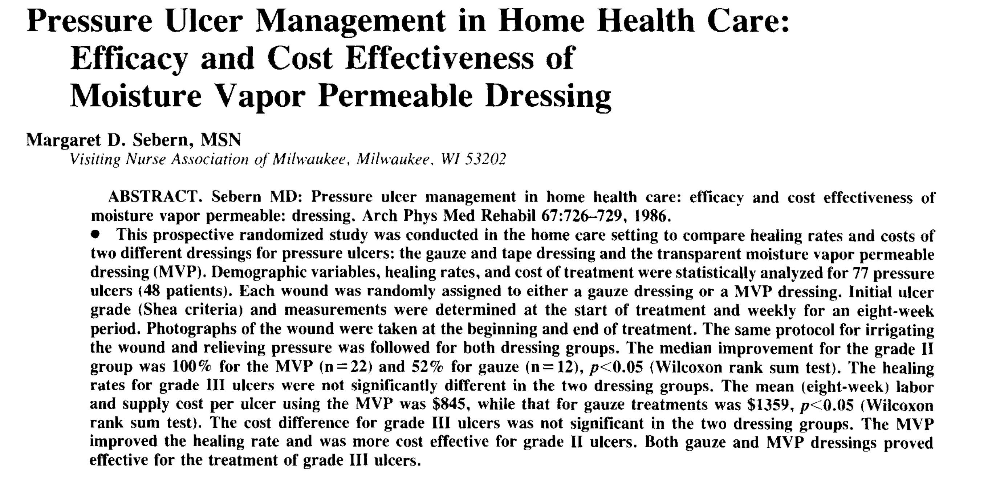 Pressure Ulcer Management in Home Health Care:
Efficacy and Cost Effectiveness of
Moisture Vapor Permeable Dressing
Margaret D. Sebern, MSN
Visiting Nurse Association of Milwaukee, Milwaukee, WI 53202
ABSTRACT. Sebern MD: Pressure ulcer management in home health care: efficacy and cost effectiveness of
moisture vapor permeable: dressing. Arch Phys Med Rehabil 67:726–729, 1986.
● This prospective randomized study was conducted in the home care setting to compare healing rates and costs of
two different dressings for pressure ulcers: the gauze and tape dressing and the transparent moisture vapor permeable
dressing (MVP). Demographic variables, healing rates, and cost of treatment were statistically analyzed for 77 pressure
ulcers (48 patients). Each wound was randomly assigned to either a gauze dressing or a MVP dressing. Initial ulcer
grade (Shea criteria) and measurements were determined at the start of treatment and weekly for an eight-week
period. Photographs of the wound were taken at the beginning and end of treatment. The same protocol for irrigating
the wound and relieving pressure was followed for both dressing groups. The median improvement for the grade II
group was 100% for the MVP (n=22) and 52% for gauze (n=12), p<0.05 (Wilcoxon rank sum test). The healing
rates for grade III ulcers were not significantly different in the two dressing groups. The mean (eight-week) labor
and supply cost per ulcer using the MVP was $845, while that for gauze treatments was $1359, p<0.05 (Wilcoxon
rank sum test). The cost difference for grade III ulcers was not significant in the two dressing groups. The MVP
improved the healing rate and was more cost effective for grade II ulcers. Both gauze and MVP dressings proved
effective for the treatment of grade III ulcers.